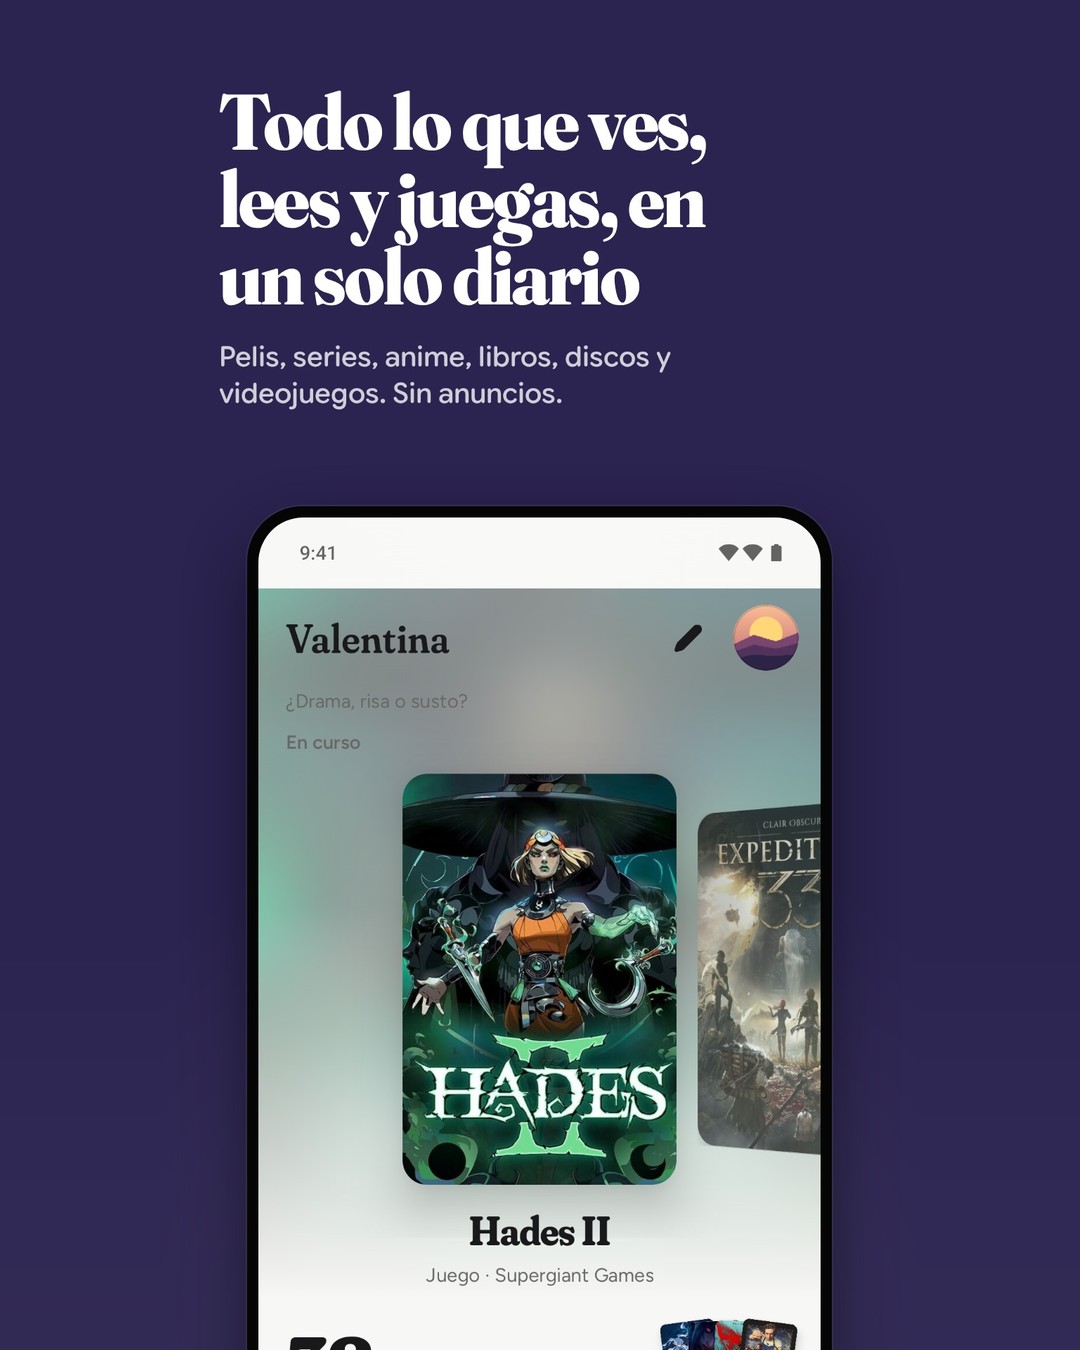 Todo lo que ves,
lees y juegas, en
un solo diario
Pelis, series, anime, libros, discos y
videojuegos. Sin anuncios.
9:41
Valentina
¿Drama, risa o susto?
En curso
CLAIR OBSCUR
EXPEDIT
33
HADES
II
Hades II
Juego · Supergiant Games